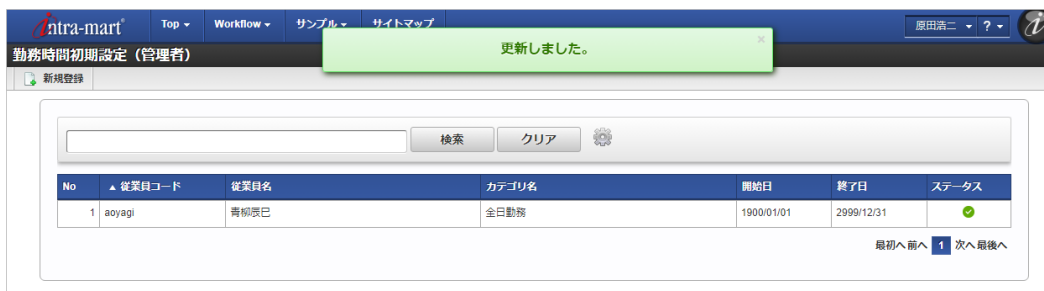 intra-mart Top Workflow サンプル サイトマップ 原田浩二 ?
更新しました。 ×
勤務時間初期設定（管理者）
新規登録
検索 クリア
No ▲ 従業員コード 従業員名 カテゴリ名 開始日 終了日 ステータス
1 aoyagi 青柳辰巳 全日勤務 1900/01/01 2999/12/31
最初へ 前へ 1 次へ 最後へ